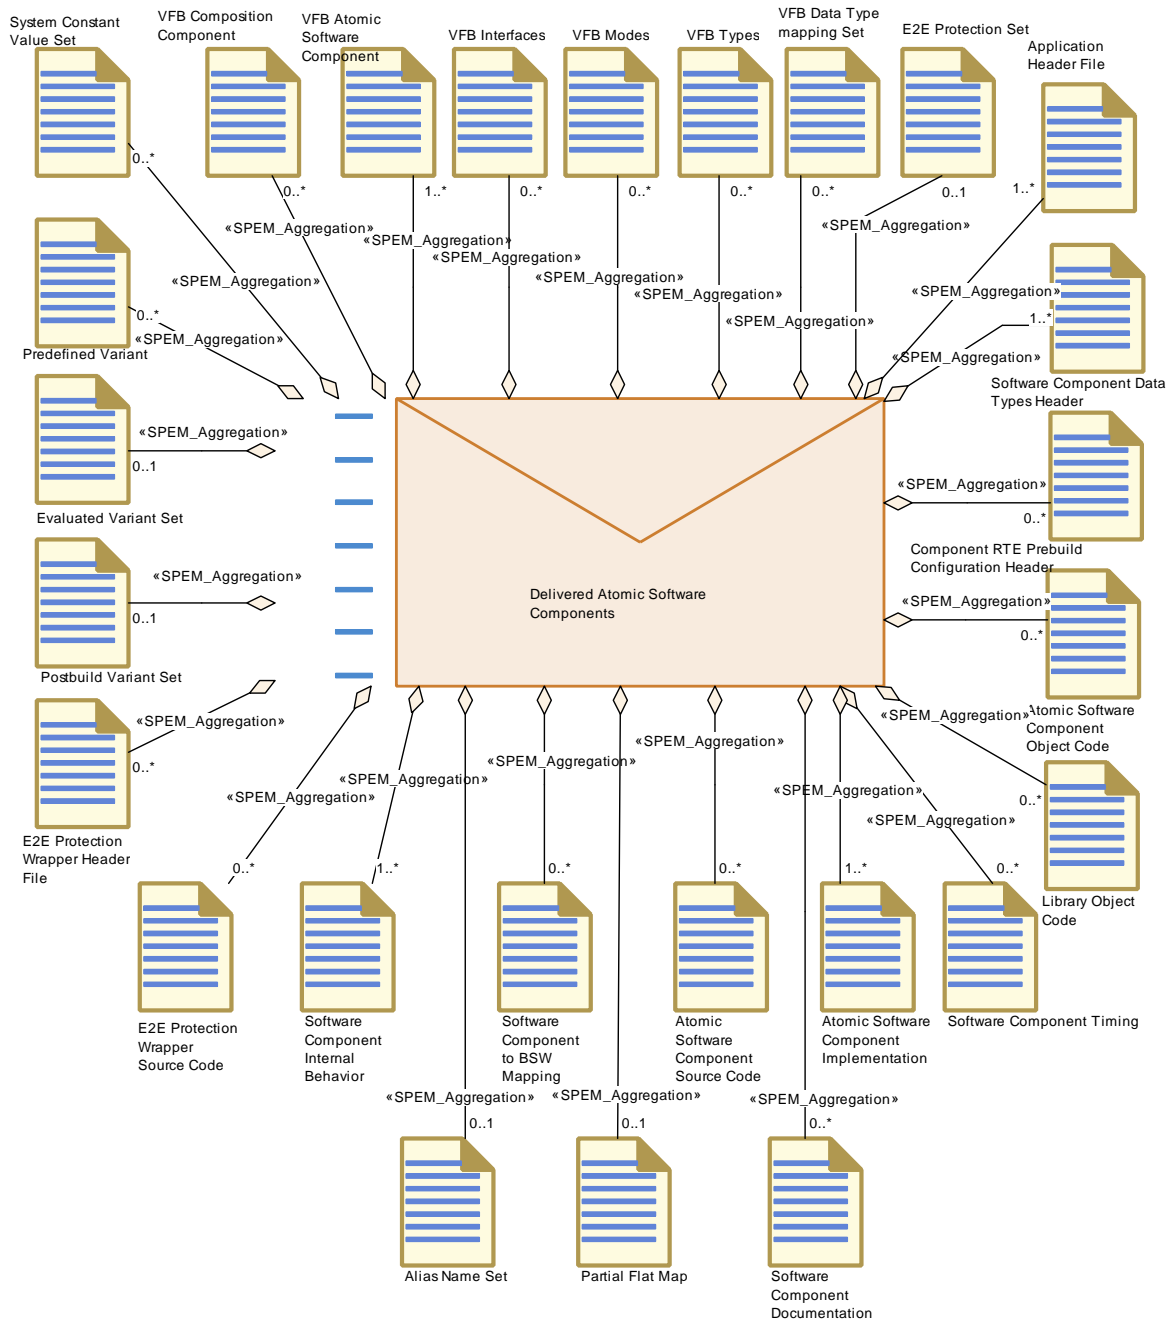 System Constant
Value Set
VFB Composition
Component
VFB Atomic
Software
Component
VFB Interfaces
VFB Modes
VFB Types
VFB Data Type
mapping Set
E2E Protection Set
Application
Header File
0..*
0..*
1..*
0..*
0..*
0..*
0..*
0..1
1..*
«SPEM_Aggregation»
«SPEM_Aggregation»
«SPEM_Aggregation»
«SPEM_Aggregation»
«SPEM_Aggregation»
«SPEM_Aggregation»
«SPEM_Aggregation»
«SPEM_Aggregation»
«SPEM_Aggregation»
0..*
«SPEM_Aggregation»
Predefined Variant
1..*
«SPEM_Aggregation»
Software Component Data
Types Header
«SPEM_Aggregation»
0..1
Evaluated Variant Set
«SPEM_Aggregation»
0..*
Component RTE Prebuild
Configuration Header
«SPEM_Aggregation»
0..1
Postbuild Variant Set
Delivered Atomic Software
Components
«SPEM_Aggregation»
0..*
Atomic Software
Component
Object Code
«SPEM_Aggregation»
0..*
E2E Protection
Wrapper Header
File
«SPEM_Aggregation»
«SPEM_Aggregation»
«SPEM_Aggregation»
«SPEM_Aggregation»
«SPEM_Aggregation»
«SPEM_Aggregation»
«SPEM_Aggregation»
0..*
Library Object
Code
0..*
1..*
0..*
0..*
1..*
0..*
E2E Protection
Wrapper
Source Code
Software
Component
Internal
Behavior
Software
Component
to BSW
Mapping
Atomic
Software
Component
Source Code
Atomic Software
Component
Implementation
Software Component Timing
«SPEM_Aggregation»
«SPEM_Aggregation»
«SPEM_Aggregation»
0..1
0..1
0..*
Alias Name Set
Partial Flat Map
Software
Component
Documentation